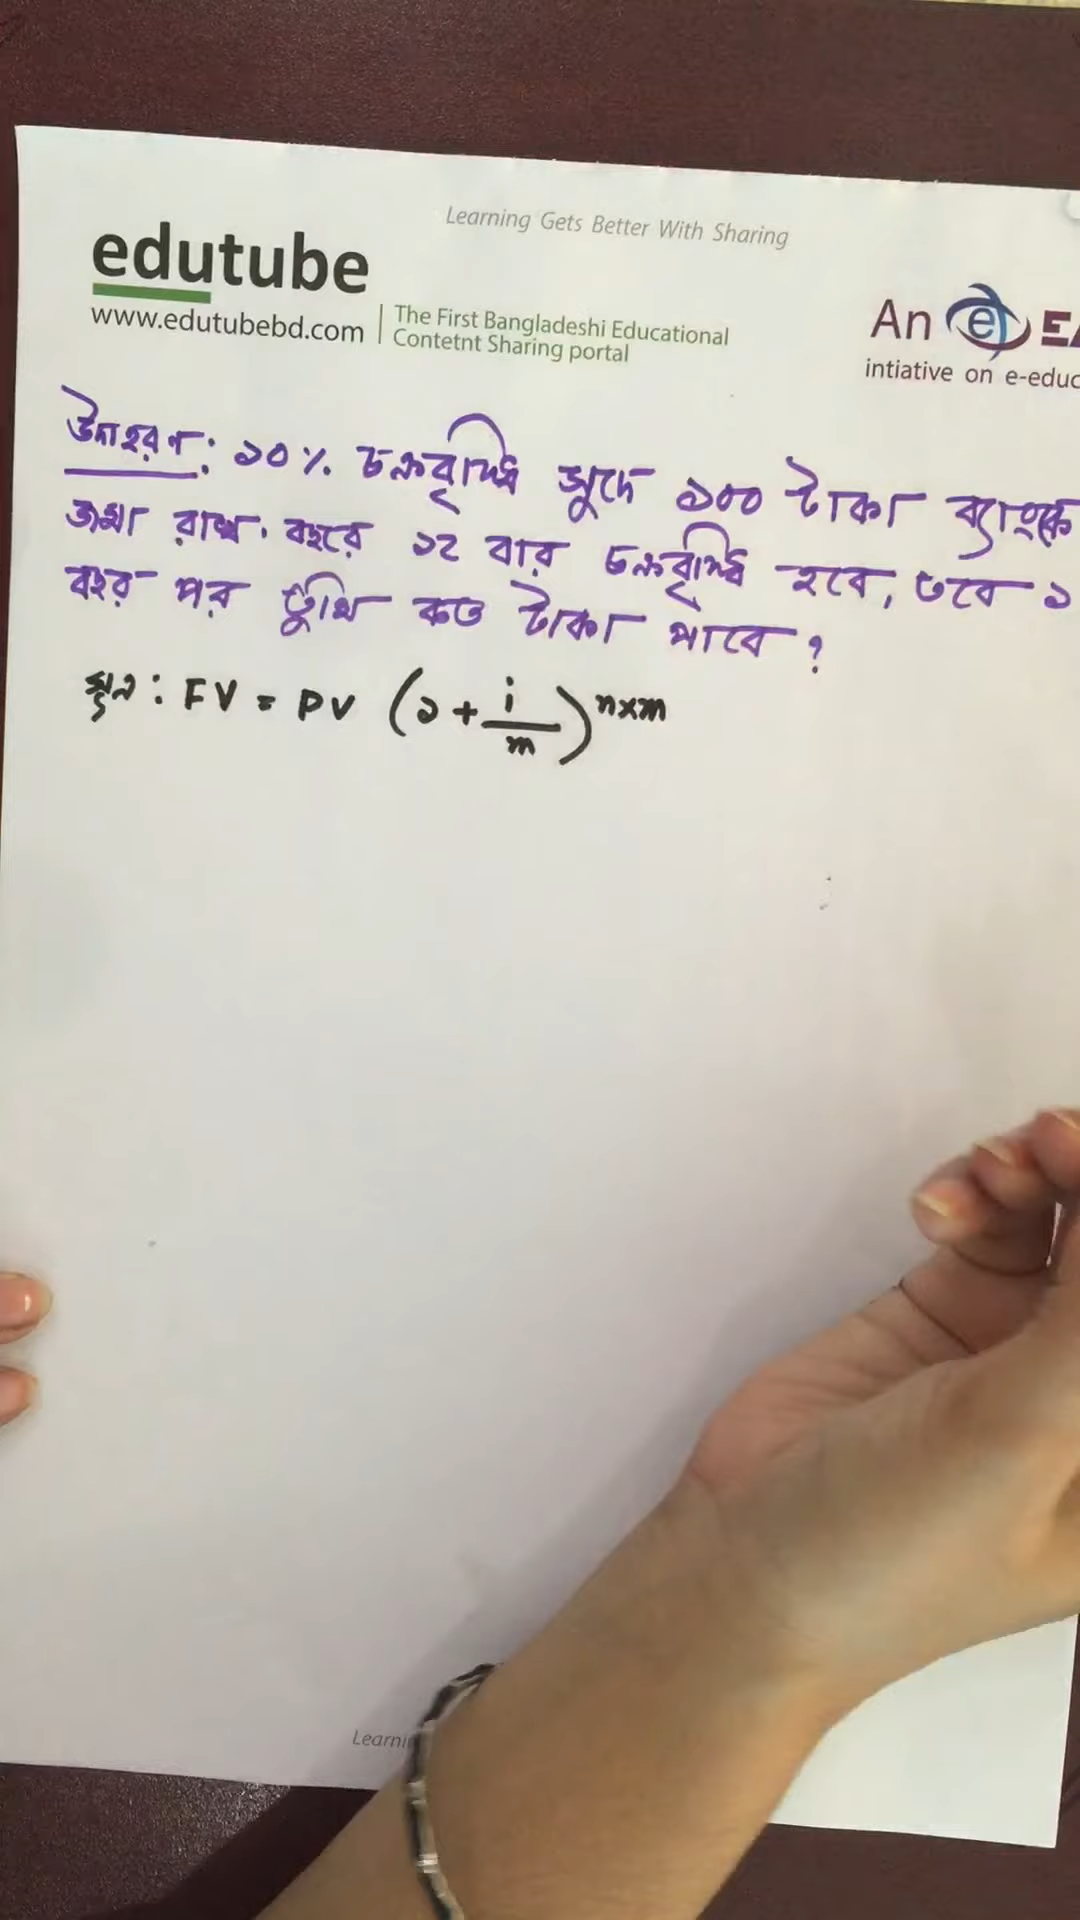 Learning Gets Better With Sharing
edutube
www.edutubebd.com
The First Bangladeshi Educational
Contetnt Sharing portal
An e
intiative on e-educ
উদাহরণ: ১০% চক্রবৃদ্ধি সুদে ১০০ টাকা ব্যাংকে
জমা রাখ. বছরে ১২ বার চক্রবৃদ্ধি হবে, তবে ১
বছর পর তুমি কত টাকা পাবে?
সূত্র: FV = PV (১ + i/m)^n×m
Learni